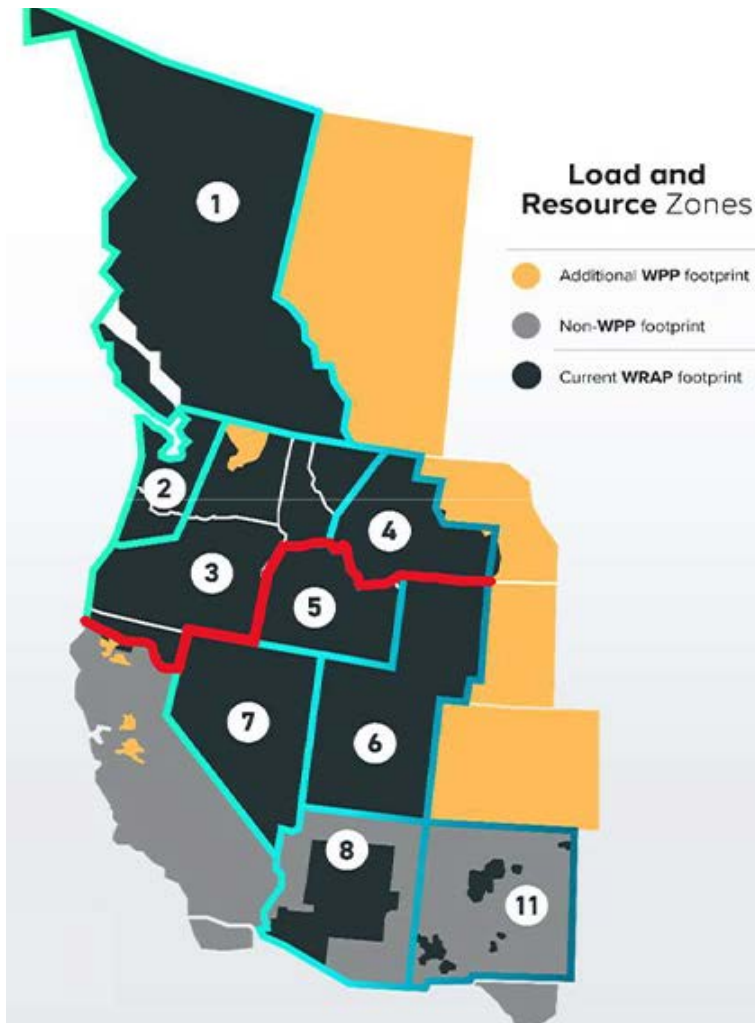 Load and
Resource Zones
Additional WPP footprint
Non-WPP footprint
Current WRAP footprint
1
2
4
3
5
7
6
8
11